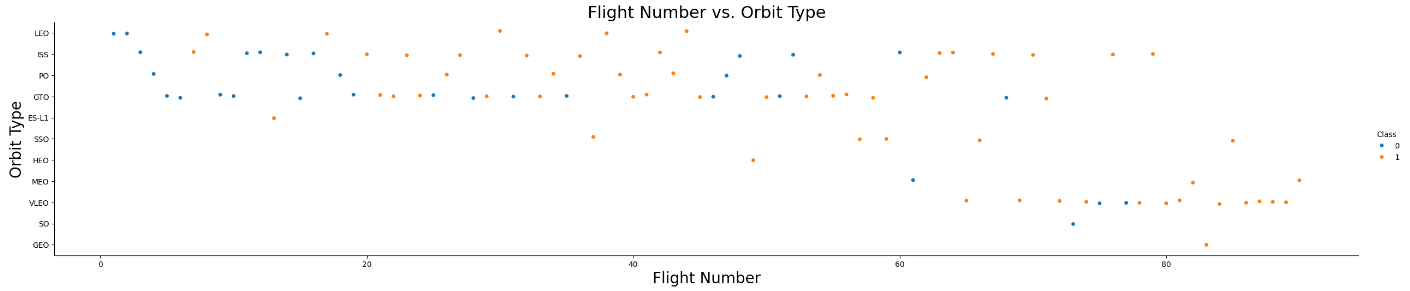 Flight Number vs. Orbit Type
Orbit Type
LEO
ISS
PO
GTO
ES-L1
SSO
HEO
MEO
VLEO
SO
GEO
0 20 40 60 80
Flight Number
Class
0
1